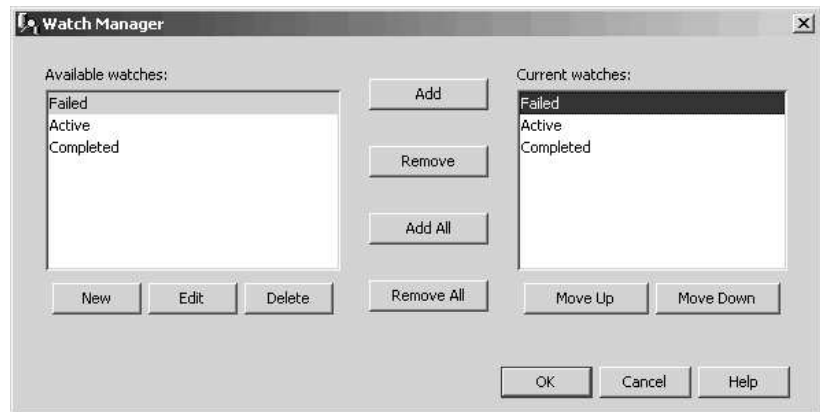 Watch Manager
Available watches:
Failed
Active
Completed
New Edit Delete
Add
Remove
Add All
Remove All
Current watches:
Failed
Active
Completed
Move Up Move Down
OK Cancel Help